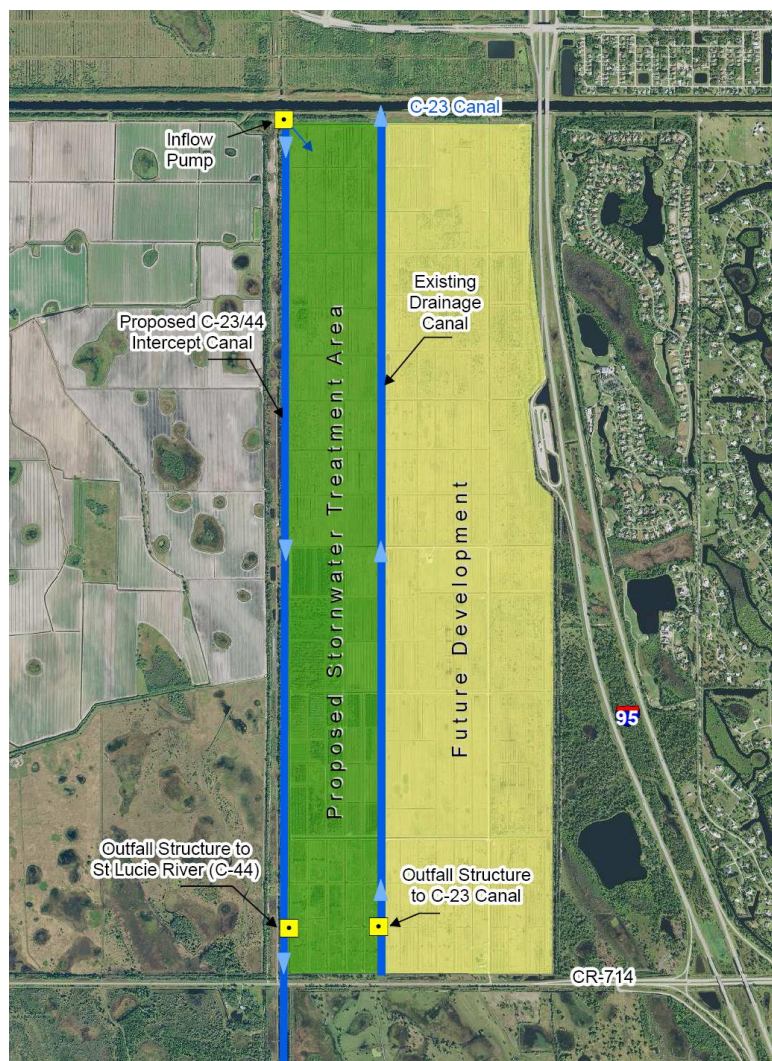 C-23 Canal
Inflow
Pump
Existing
Drainage
Canal
Proposed C-23/44
Intercept Canal
Proposed Stornwater Treatment Area
Future Development
95
Outfall Structure to
St Lucie River (C-44)
Outfall Structure
to C-23 Canal
CR-714